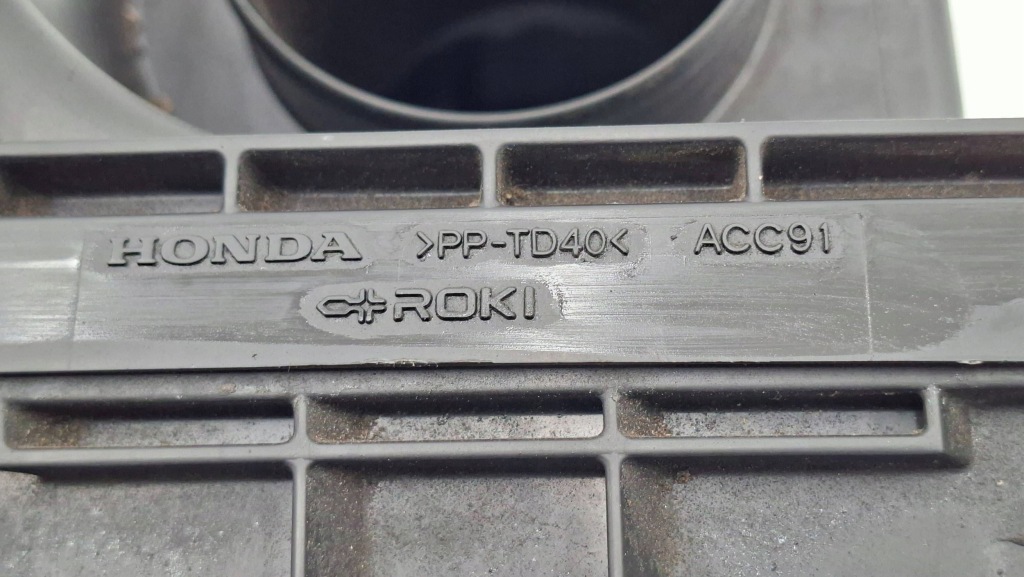 HONDA >PP-TD40< ACC91
ROKI